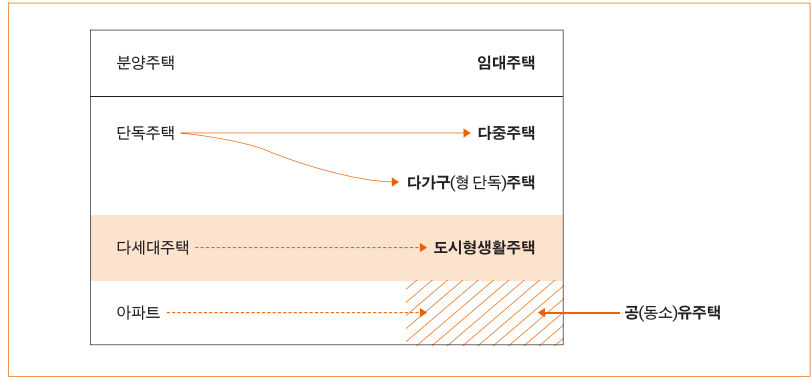 분양주택 임대주택
단독주택 다중주택
다가구(형 단독)주택
다세대주택 도시형생활주택
아파트 공(동소)유주택